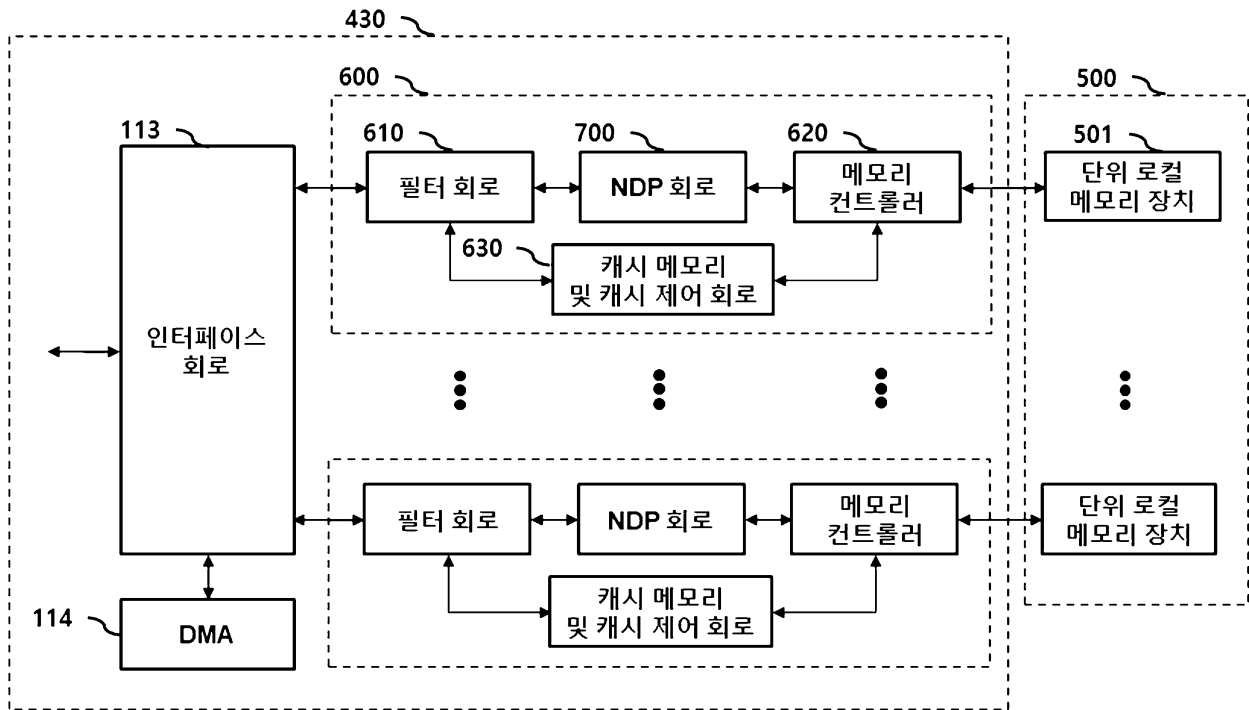 430
600
500
113
610
700
620
501
필터 회로
NDP 회로
메모리
컨트롤러
단위 로컬
메모리 장치
630
캐시 메모리
및 캐시 제어 회로
인터페이스
회로
필터 회로
NDP 회로
메모리
컨트롤러
단위 로컬
메모리 장치
캐시 메모리
및 캐시 제어 회로
114
DMA